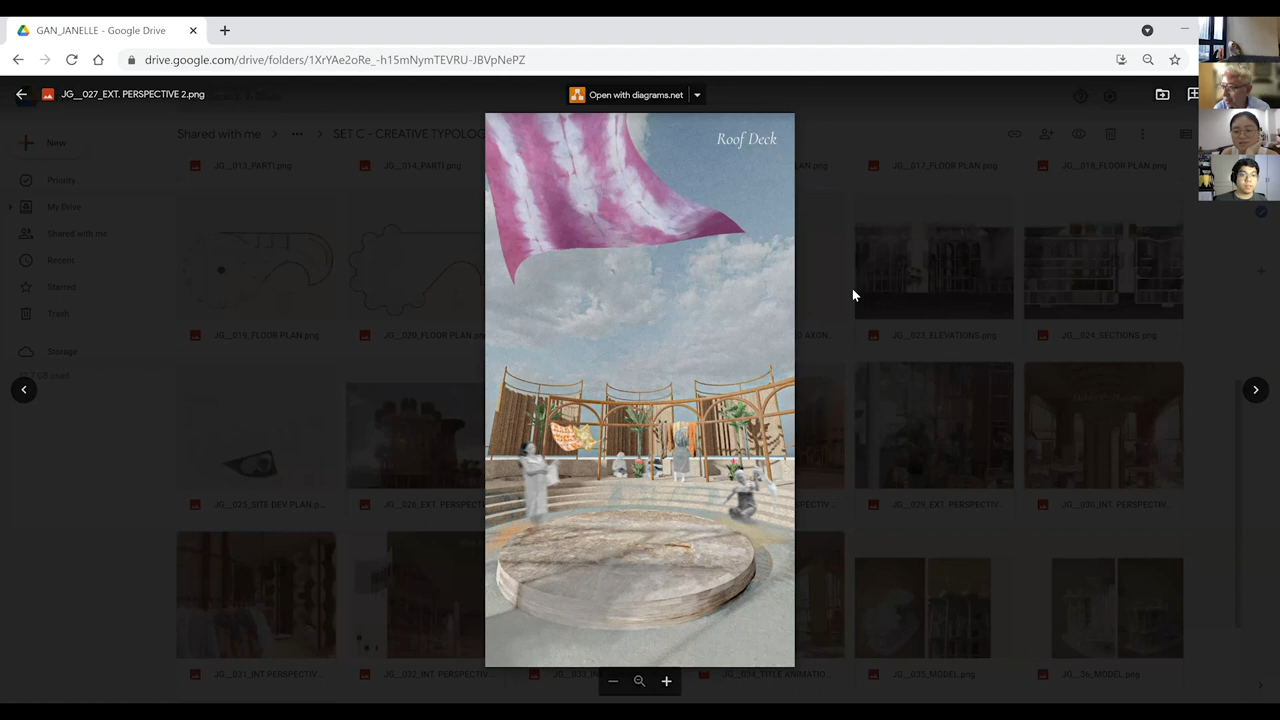 GAN_JANELLE - Google Drive
drive.google.com/drive/folders/1XrYAe2oRe_-h15mNymTEVRU-JBVpNePZ
JG__027_EXT. PERSPECTIVE 2.png
Open with diagrams.net
Roof Deck
Shared with me
...
SET C - CREATIVE TYPOLOG
New
JG__013_PARTI.png
JG__014_PARTI.png
JG__017_FLOOR PLAN.png
JG__018_FLOOR PLAN.png
Priority
My Drive
Shared with me
Recent
Starred
Trash
Storage
GB used
JG__019_FLOOR PLAN.png
JG__020_FLOOR PLAN.pn
JG__023_ELEVATIONS.png
JG__024_SECTIONS.png
JG__025_SITE DEV PLAN.p...
JG__026_EXT. PERSPECT
JG__029_EXT. PERSPECTIV...
JG__030_INT. PERSPECTIV...
JG__031_INT PERSPECTIV...
JG__032_INT. PERSPECTIV
JG__034_TITLE ANIMATIO...
JG__035_MODEL.png
JG__36_MODEL.png